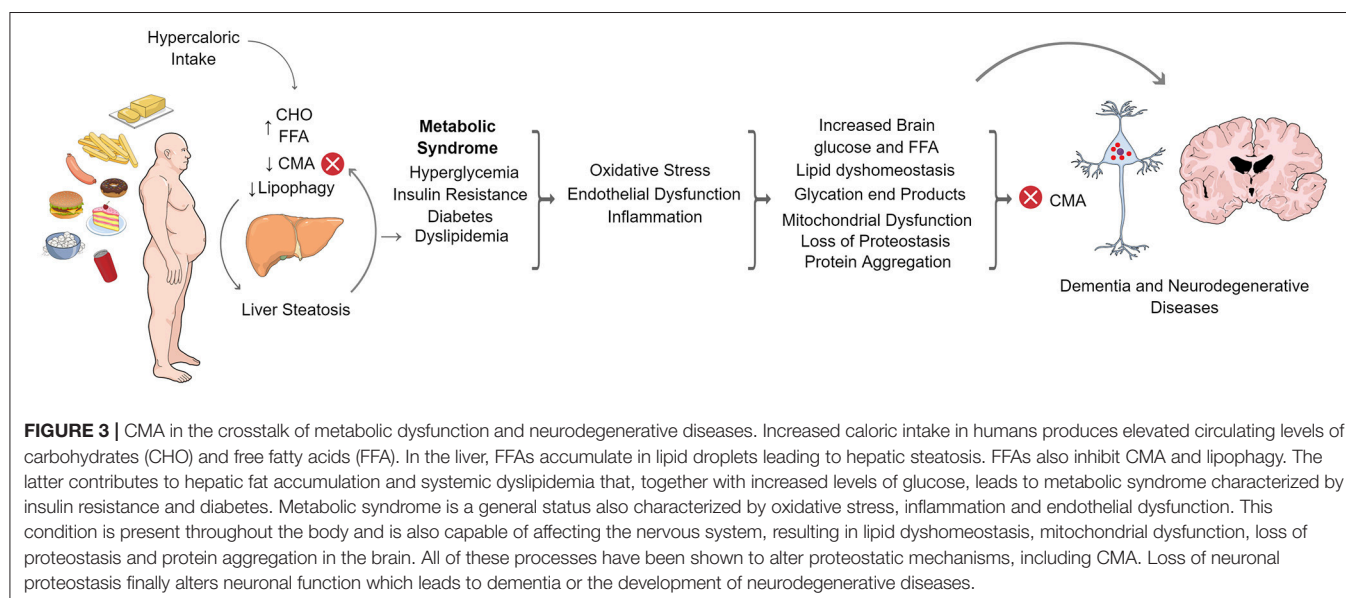 Hypercaloric
Intake
↑ CHO
FFA
↓ CMA
↓ Lipophagy
Liver Steatosis
Metabolic
Syndrome
Hyperglycemia
Insulin Resistance
Diabetes
Dyslipidemia
Oxidative Stress
Endothelial Dysfunction
Inflammation
Increased Brain
glucose and FFA
Lipid dyshomeostasis
Glycation end Products
Mitochondrial Dysfunction
Loss of Proteostasis
Protein Aggregation
CMA
Dementia and Neurodegenerative
Diseases
FIGURE 3 | CMA in the crosstalk of metabolic dysfunction and neurodegenerative diseases. Increased caloric intake in humans produces elevated circulating levels of
carbohydrates (CHO) and free fatty acids (FFA). In the liver, FFAs accumulate in lipid droplets leading to hepatic steatosis. FFAs also inhibit CMA and lipophagy. The
latter contributes to hepatic fat accumulation and systemic dyslipidemia that, together with increased levels of glucose, leads to metabolic syndrome characterized by
insulin resistance and diabetes. Metabolic syndrome is a general status also characterized by oxidative stress, inflammation and endothelial dysfunction. This
condition is present throughout the body and is also capable of affecting the nervous system, resulting in lipid dyshomeostasis, mitochondrial dysfunction, loss of
proteostasis and protein aggregation in the brain. All of these processes have been shown to alter proteostatic mechanisms, including CMA. Loss of neuronal
proteostasis finally alters neuronal function which leads to dementia or the development of neurodegenerative diseases.